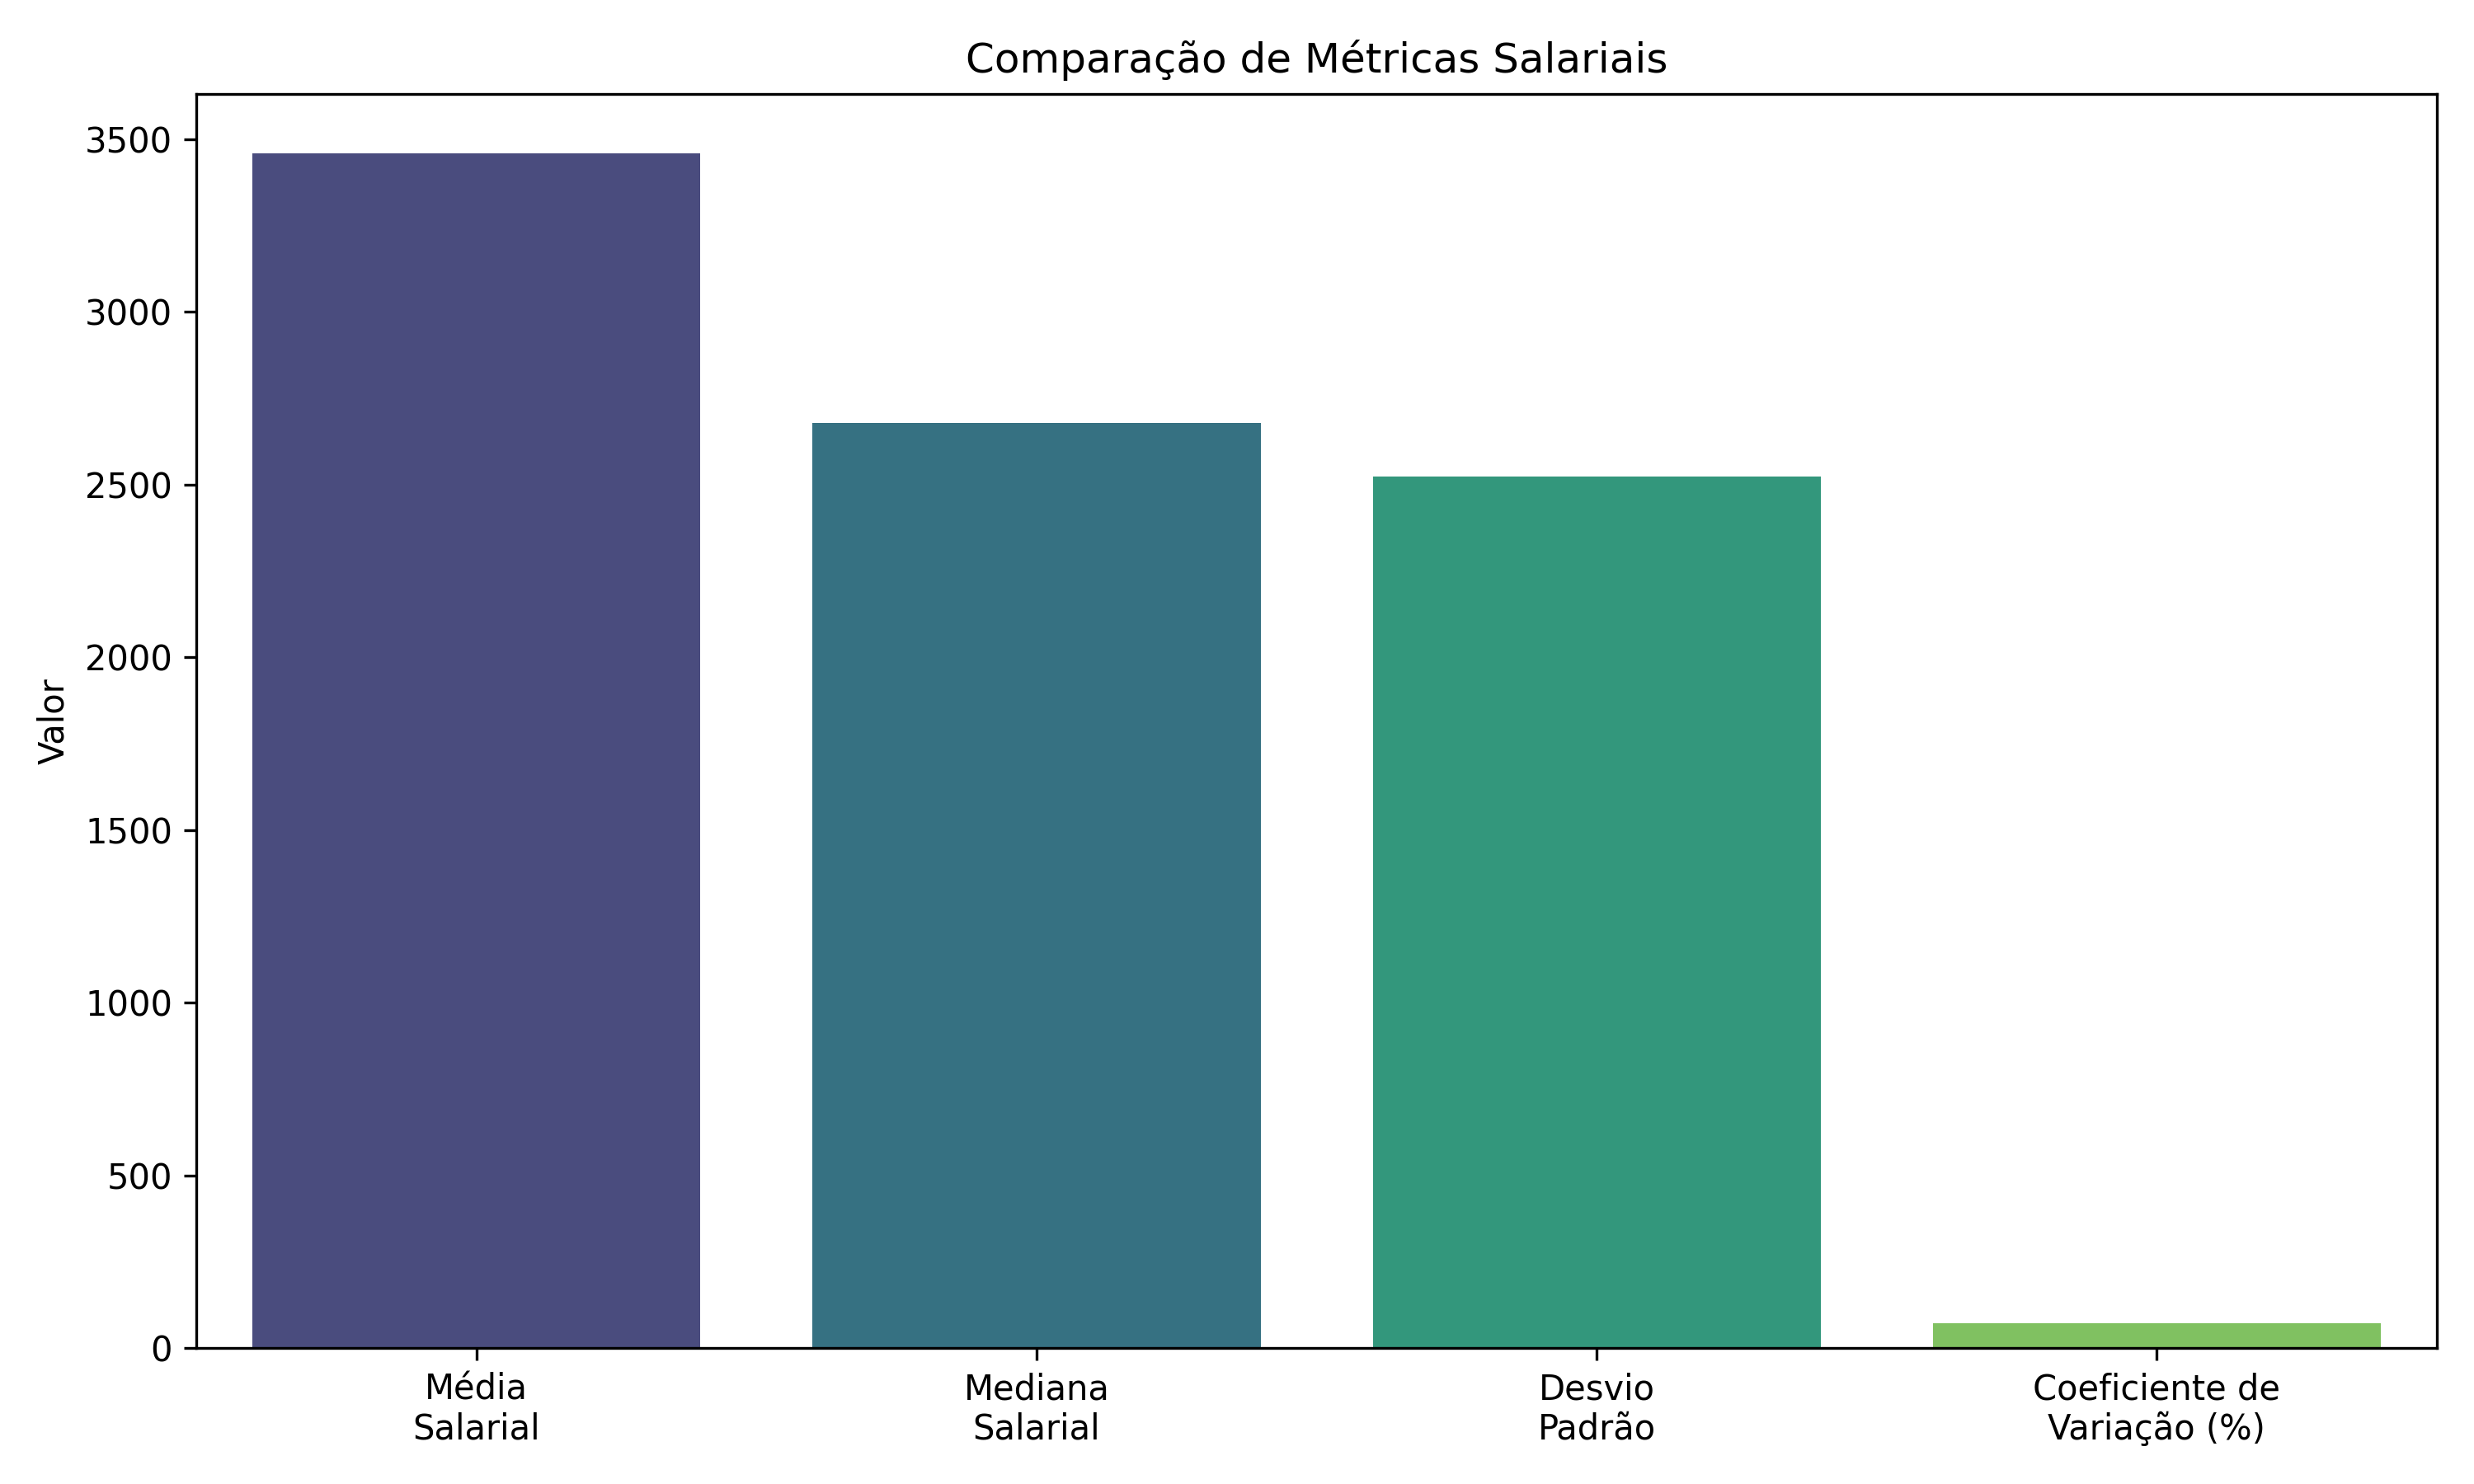 Comparação de Métricas Salariais
Valor
3500
3000
2500
2000
1500
1000
500
0
Média
Salarial
Mediana
Salarial
Desvio
Padrão
Coeficiente de
Variação (%)